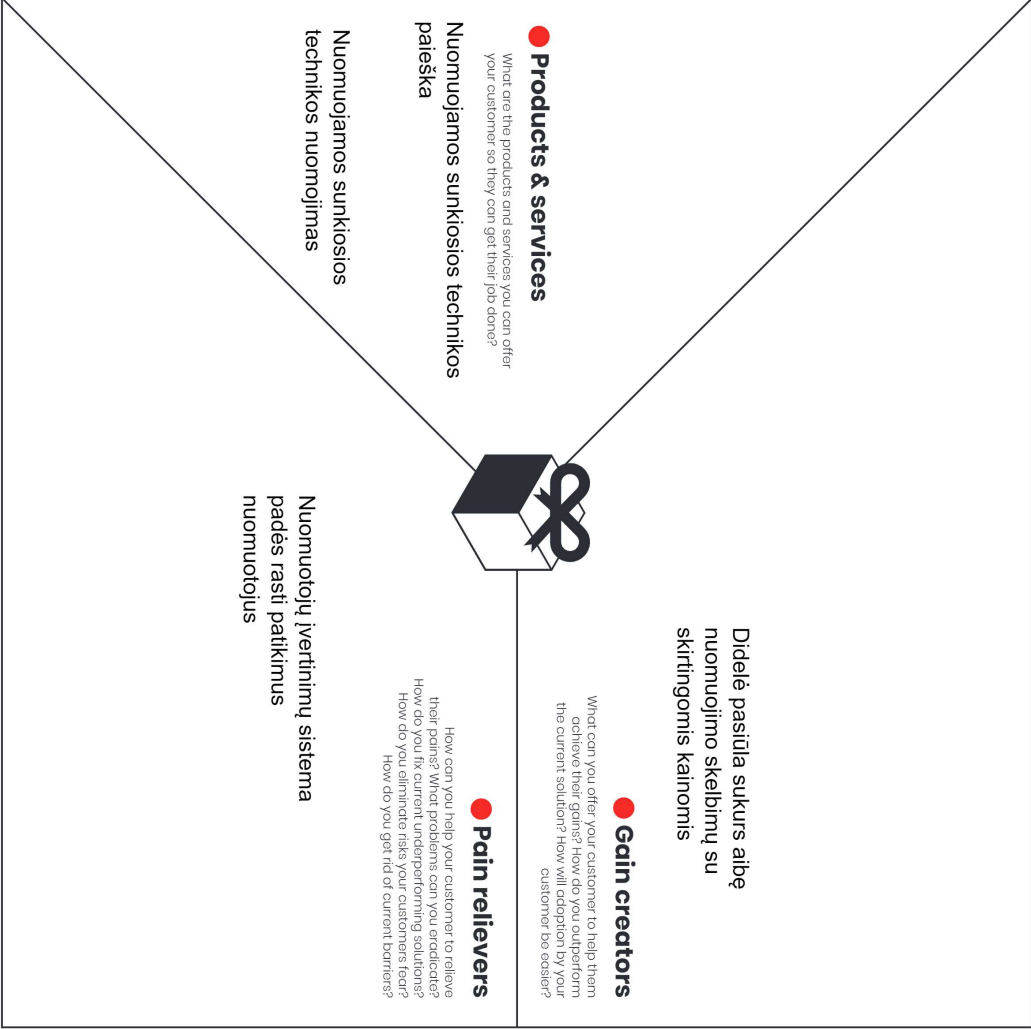 Products & services
What are the products and services you can offer
your customer so they can get their job done?
Nuomuojamos sunkiosios technikos
paieška
Nuomuojamos sunkiosios
technikos nuomojimas
Didelė pasiūla sukurs aibę
nuomuojimo skelbimų su
skirtingomis kainomis
Gain creators
What can you offer your customer to help them
achieve their gains? How do you outperform
the current solution? How will adoption by your
customer be easier?
Pain relievers
How can you help your customer to relieve
their pains? What problems can you eradicate?
How do you fix current underperforming solutions?
How do you eliminate risks your customers fear?
How do you get rid of current barriers?
Nuomuotojų įvertinimų sistema
padės rasti patikimus
nuomuotojus